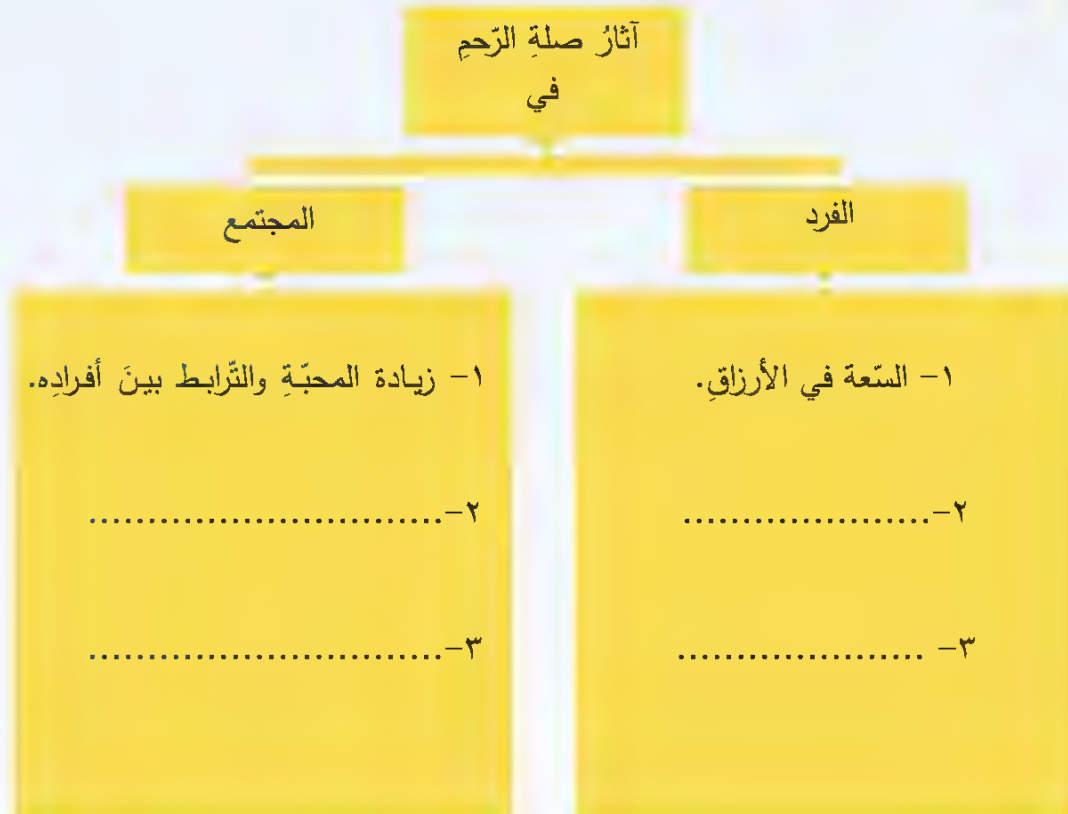 آثارُ صلةِ الرّحمِ
في
الفرد
المجتمع
١- السّعة في الأرزاقِ.
٢-.....................
٣- .....................
١- زيادة المحبّةِ والتّرابط بينَ أفرادِه.
٢-..............................
٣-..............................